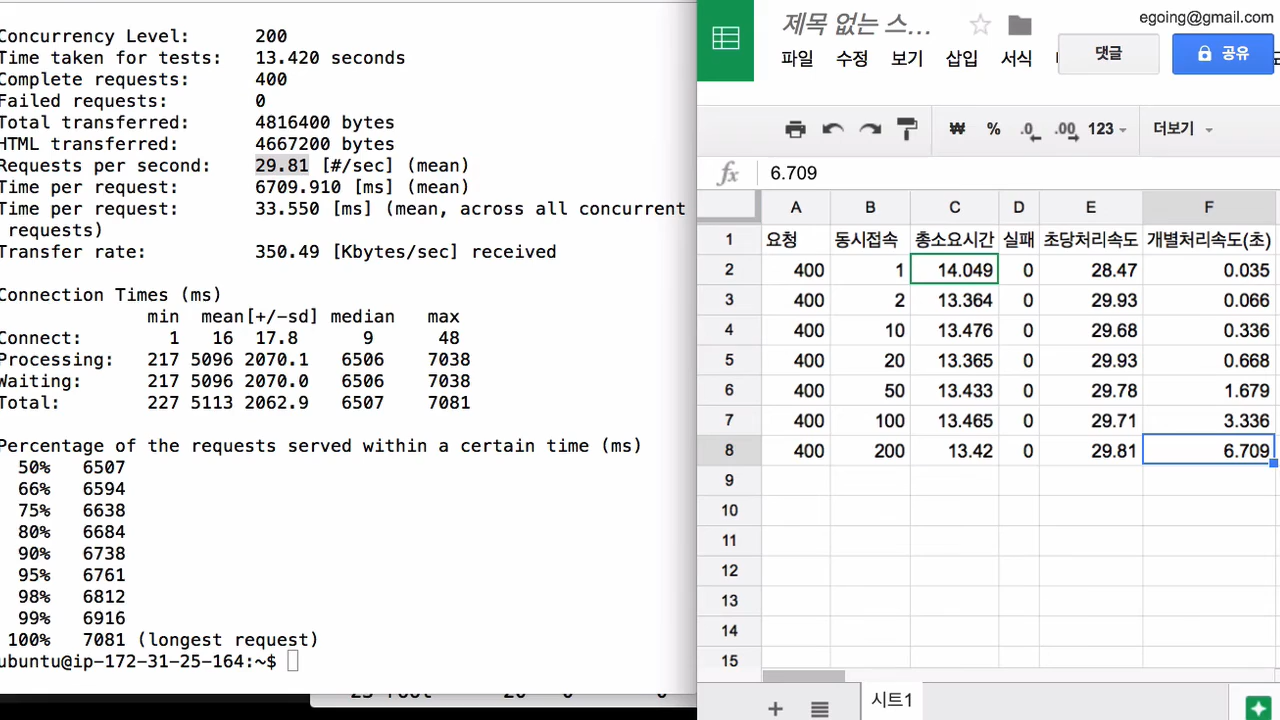 Concurrency Level: 200
Time taken for tests: 13.420 seconds
Complete requests: 400
Failed requests: 0
Total transferred: 4816400 bytes
HTML transferred: 4667200 bytes
Requests per second: 29.81 [#/sec] (mean)
Time per request: 6709.910 [ms] (mean)
Time per request: 33.550 [ms] (mean, across all concurrent
requests)
Transfer rate: 350.49 [Kbytes/sec] received
Connection Times (ms)
min mean[+/-sd] median max
Connect: 1 16 17.8 9 48
Processing: 217 5096 2070.1 6506 7038
Waiting: 217 5096 2070.0 6506 7038
Total: 227 5113 2062.9 6507 7081
Percentage of the requests served within a certain time (ms)
50% 6507
66% 6594
75% 6638
80% 6684
90% 6738
95% 6761
98% 6812
99% 6916
100% 7081 (longest request)
ubuntu@ip-172-31-25-164:~$
egoing@gmail.com
제목 없는 스...
파일 수정 보기 삽입 서식
댓글
공유
₩ % .0 .00 123 더보기
fx 6.709
A B C D E F
1 요청 동시접속 총소요시간 실패 초당처리속도 개별처리속도(초)
2 400 1 14.049 0 28.47 0.035
3 400 2 13.364 0 29.93 0.066
4 400 10 13.476 0 29.68 0.336
5 400 20 13.365 0 29.93 0.668
6 400 50 13.433 0 29.78 1.679
7 400 100 13.465 0 29.71 3.336
8 400 200 13.42 0 29.81 6.709
9
10
11
12
13
14
15
시트1